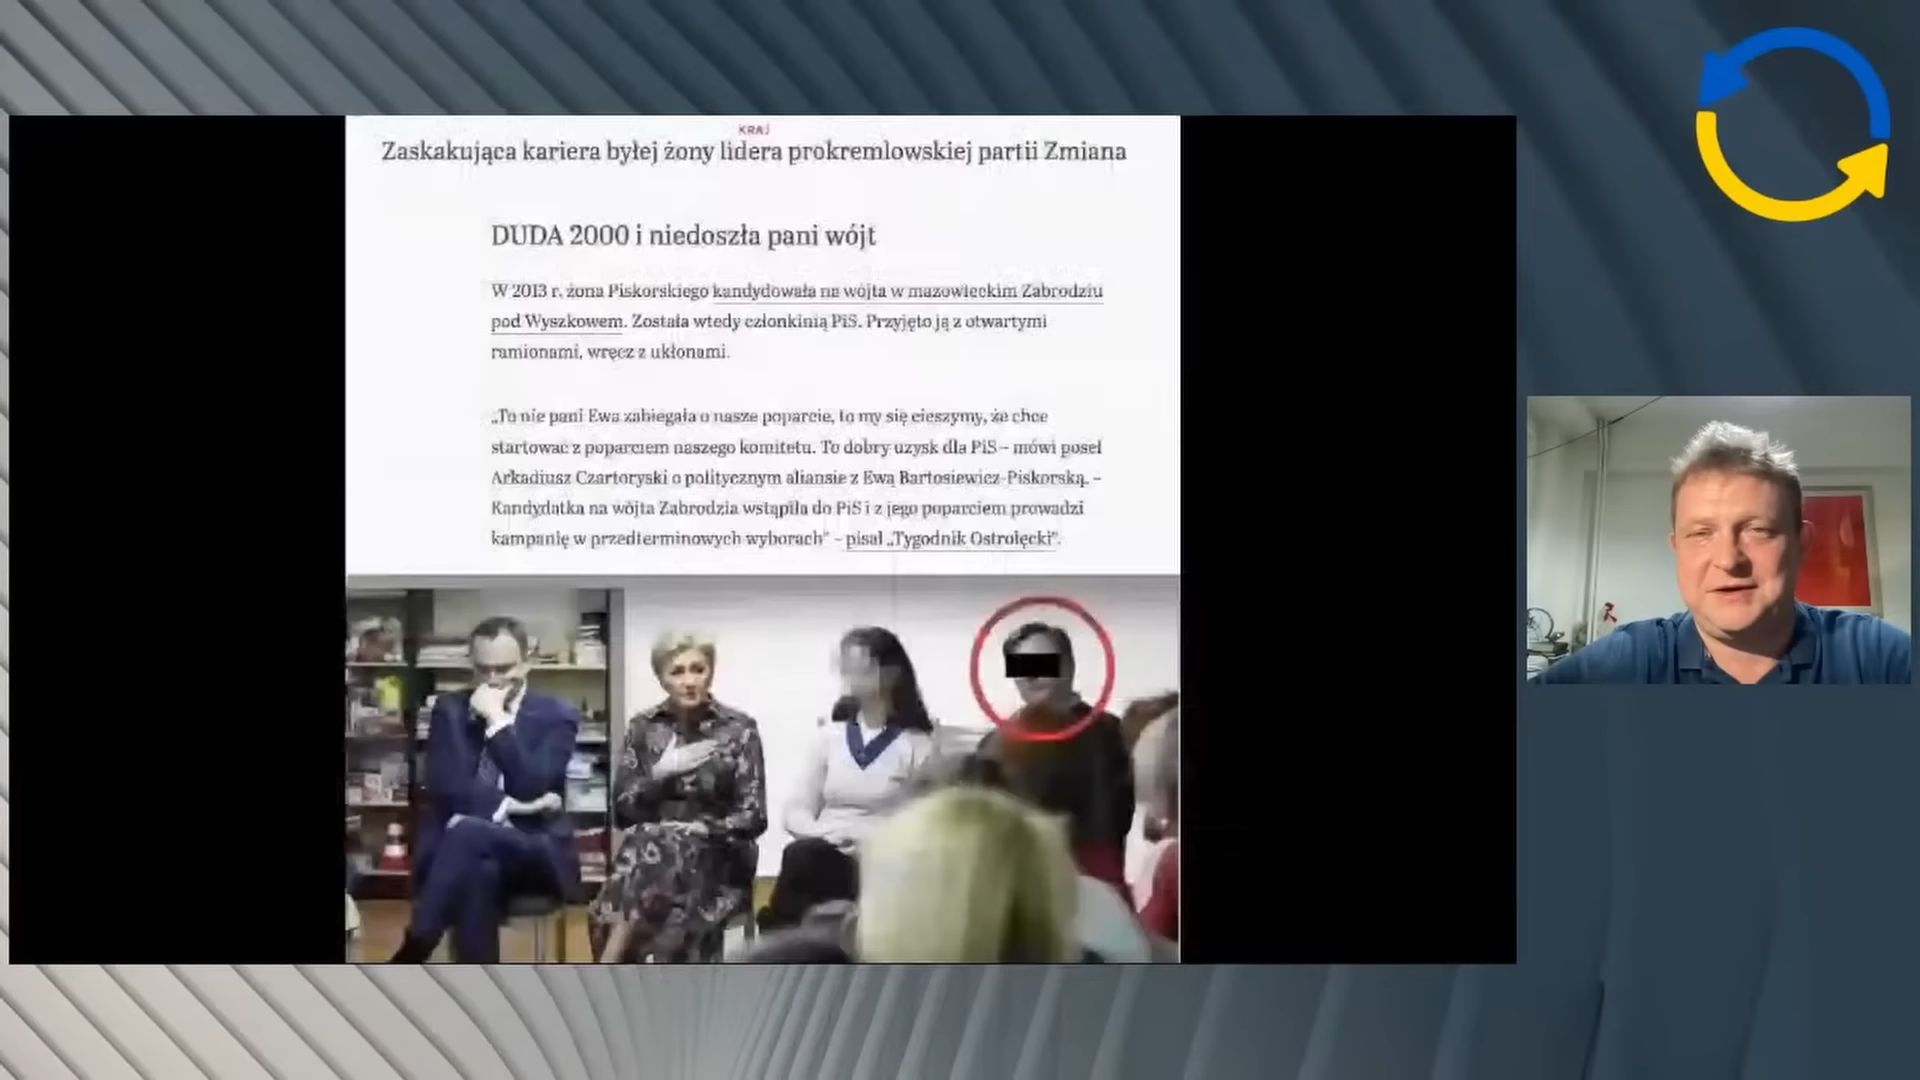 KRAJ
Zaskakująca kariera byłej żony lidera prokremlowskiej partii Zmiana
DUDA 2000 i niedoszła pani wójt
W 2013 r. żona Piskorskiego kandydowała na wójta w mazowieckim Zabrodziu
pod Wyszkowem. Została wtedy członkinią PiS. Przyjęto ją z otwartymi
ramionami, wręcz z ukłonami.
„To nie pani Ewa zabiegała o nasze poparcie, to my się cieszymy, że chce
startować z poparciem naszego komitetu. To dobry uzysk dla PiS – mówi poseł
Arkadiusz Czartoryski o politycznym aliansie z Ewą Bartosiewicz-Piskorską. –
Kandydatka na wójta Zabrodzia wstąpiła do PiS i z jego poparciem prowadzi
kampanię w przedterminowych wyborach” – pisał „Tygodnik Ostrołęcki”.